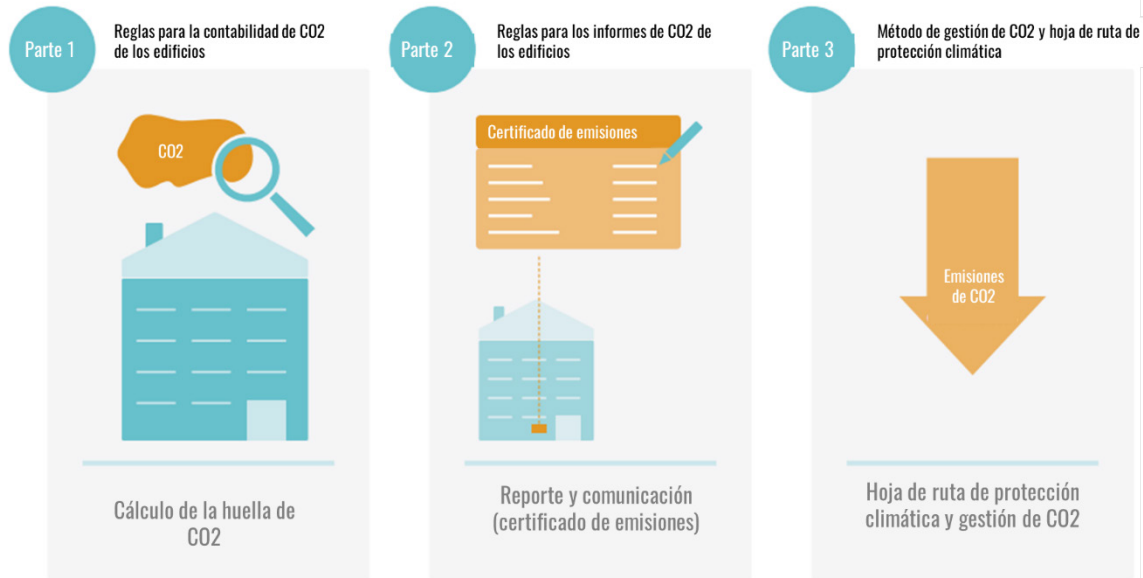 Parte 1
Reglas para la contabilidad de CO2
de los edificios
CO2
Cálculo de la huella de
CO2
Parte 2
Reglas para los informes de CO2 de
los edificios
Certificado de emisiones
Reporte y comunicación
(certificado de emisiones)
Parte 3
Método de gestión de CO2 y hoja de ruta de
protección climática
Emisiones
de CO2
Hoja de ruta de protección
climática y gestión de CO2